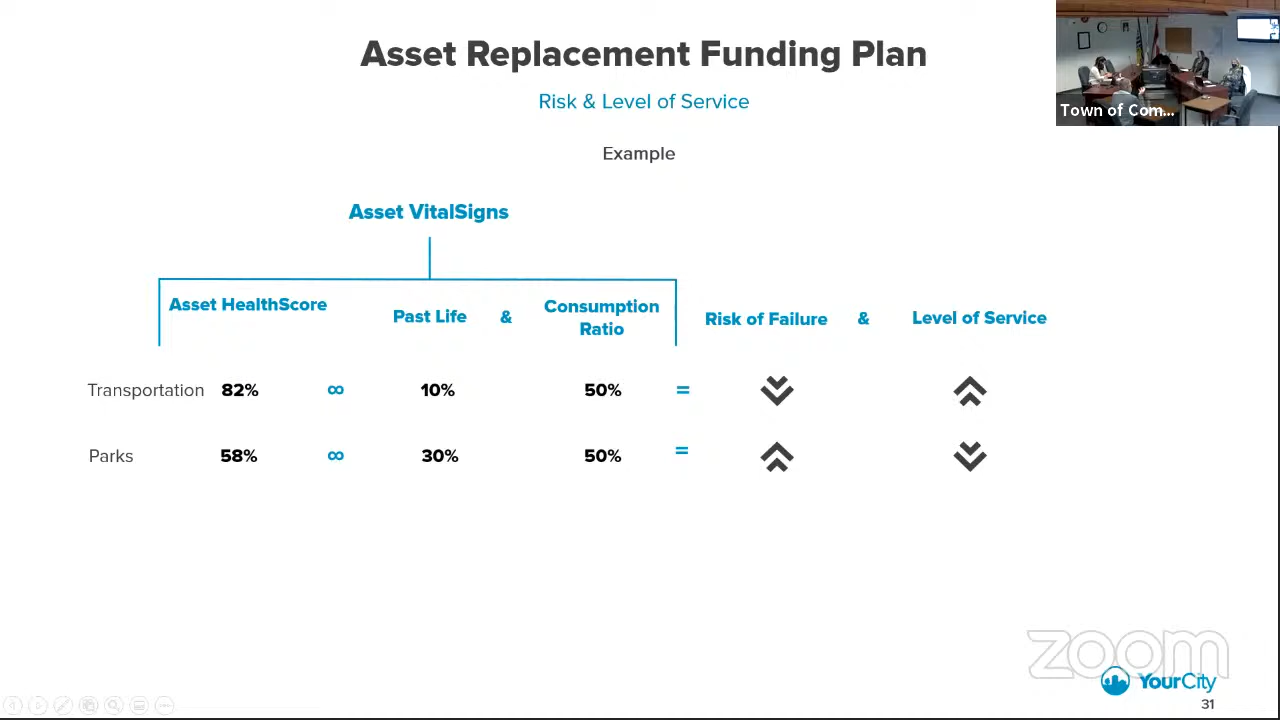 Asset Replacement Funding Plan
Risk & Level of Service
Town of Com...
Example
Asset VitalSigns
Asset HealthScore
Past Life & Consumption Ratio
Risk of Failure & Level of Service
Transportation 82% ∞ 10% 50% =
Parks 58% ∞ 30% 50% =
zoom
YourCity
31